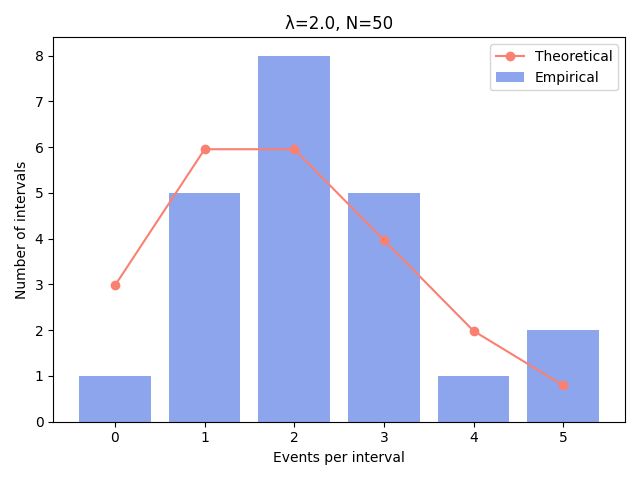 λ=2.0, N=50
Theoretical
Empirical
Number of intervals
8
7
6
5
4
3
2
1
0
0 1 2 3 4 5
Events per interval